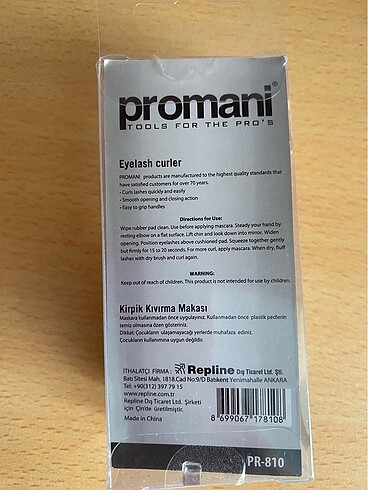 promani®
TOOLS FOR THE PRO'S
Eyelash curler
PROMANI products are manufactured to the highest quality standards that
have satisfied customers for over 70 years.
• Curls lashes quickly and easily
• Smooth opening and closing action
• Easy to grip handles
Directions for Use:
Wipe rubber pad clean. Use before applying mascara. Steady your hand by
resting elbow on a flat surface. Lift chin and look down into mirror. Widen
opening. Position eyelashes above cushioned pad. Squeeze together gently
but firmly for 15 to 20 seconds. For more curl, apply mascara. When dry, fluff
lashes with dry brush and curl again.
WARNING:
Keep out of reach of children. This product is not intended for use by children.
Kirpik Kıvırma Makası
Maskara kullanmadan önce uygulayınız. Kullanmadan önce plastik pedlerin
temiz olmasına özen gösteriniz.
Dikkat: Çocukların ulaşamayacağı yerlerde muhafaza ediniz.
Çocukların kullanımına uygun değildir.
İTHALATÇI FİRMA : Repline Dış Ticaret Ltd. Şti.
Batı Sitesi Mah. 1818.Cad No:9/D Batıkent Yenimahalle ANKARA
Tel: +90(312) 397 79 15
www.repline.com.tr
Repline Dış Ticaret Ltd. Şirketi
için Çin'de üretilmiştir.
Made in China
8 699067 178108
PR-810